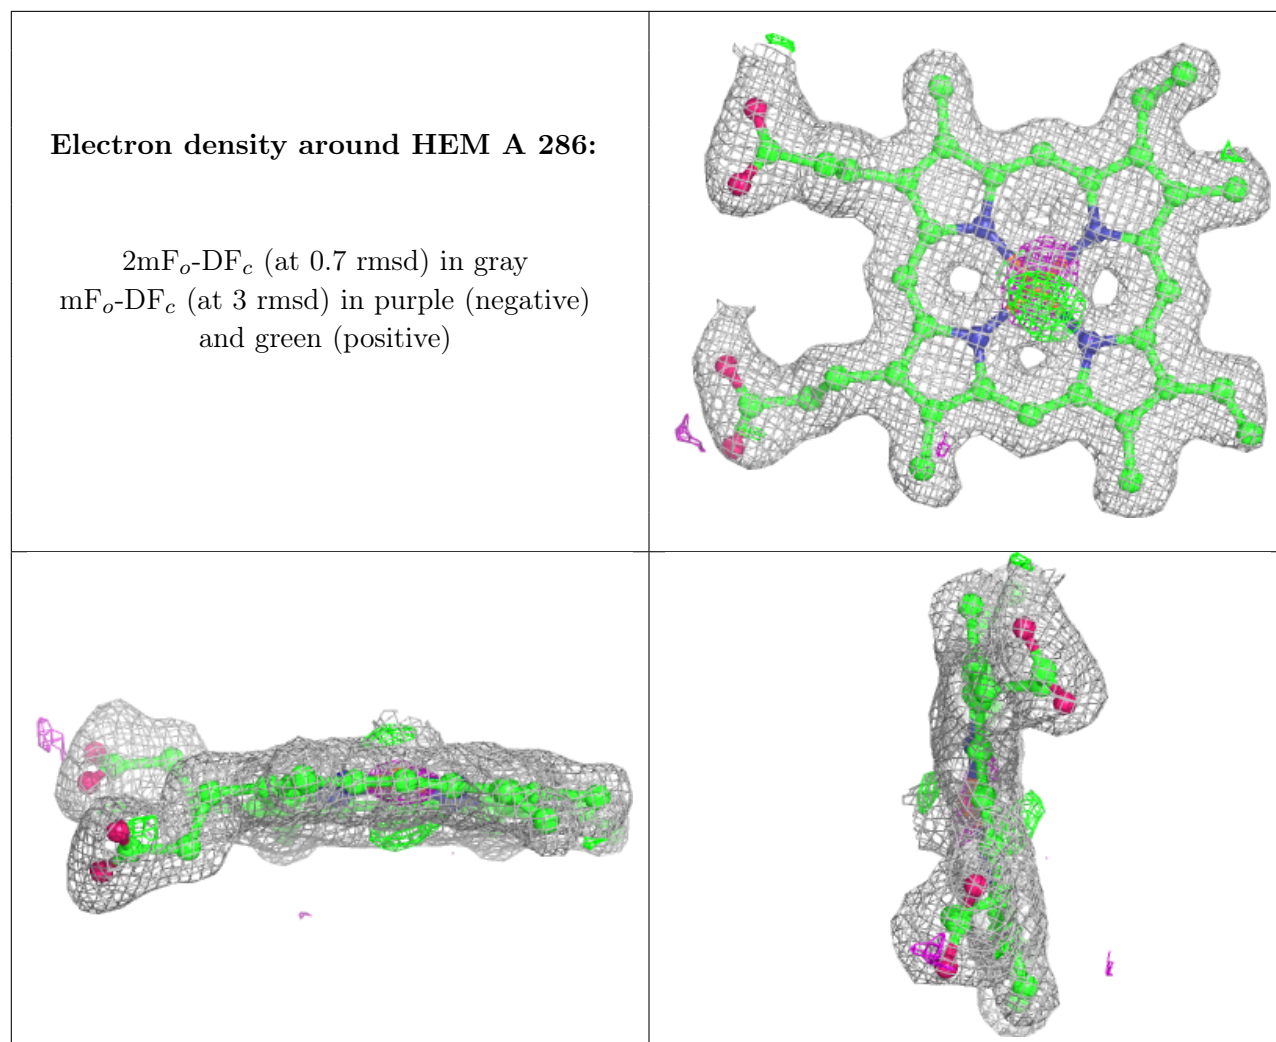 Electron density around HEM A 286:
2mFₒ-DF𝒸 (at 0.7 rmsd) in gray
mFₒ-DF𝒸 (at 3 rmsd) in purple (negative)
and green (positive)